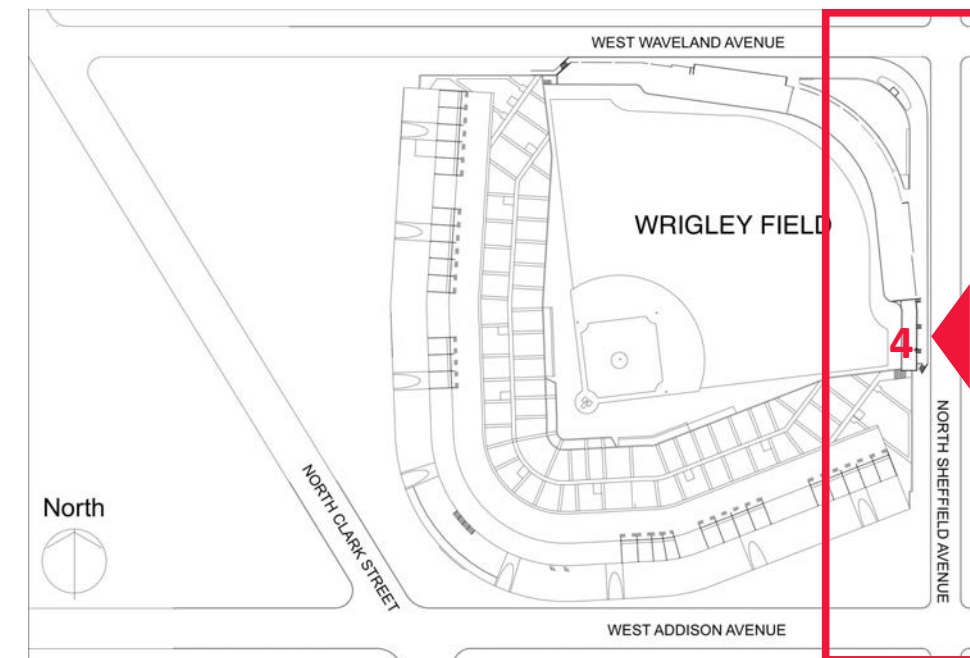 WEST WAVELAND AVENUE
WRIGLEY FIELD
4
NORTH SHEFFIELD AVENUE
North
NORTH CLARK STREET
WEST ADDISON AVENUE